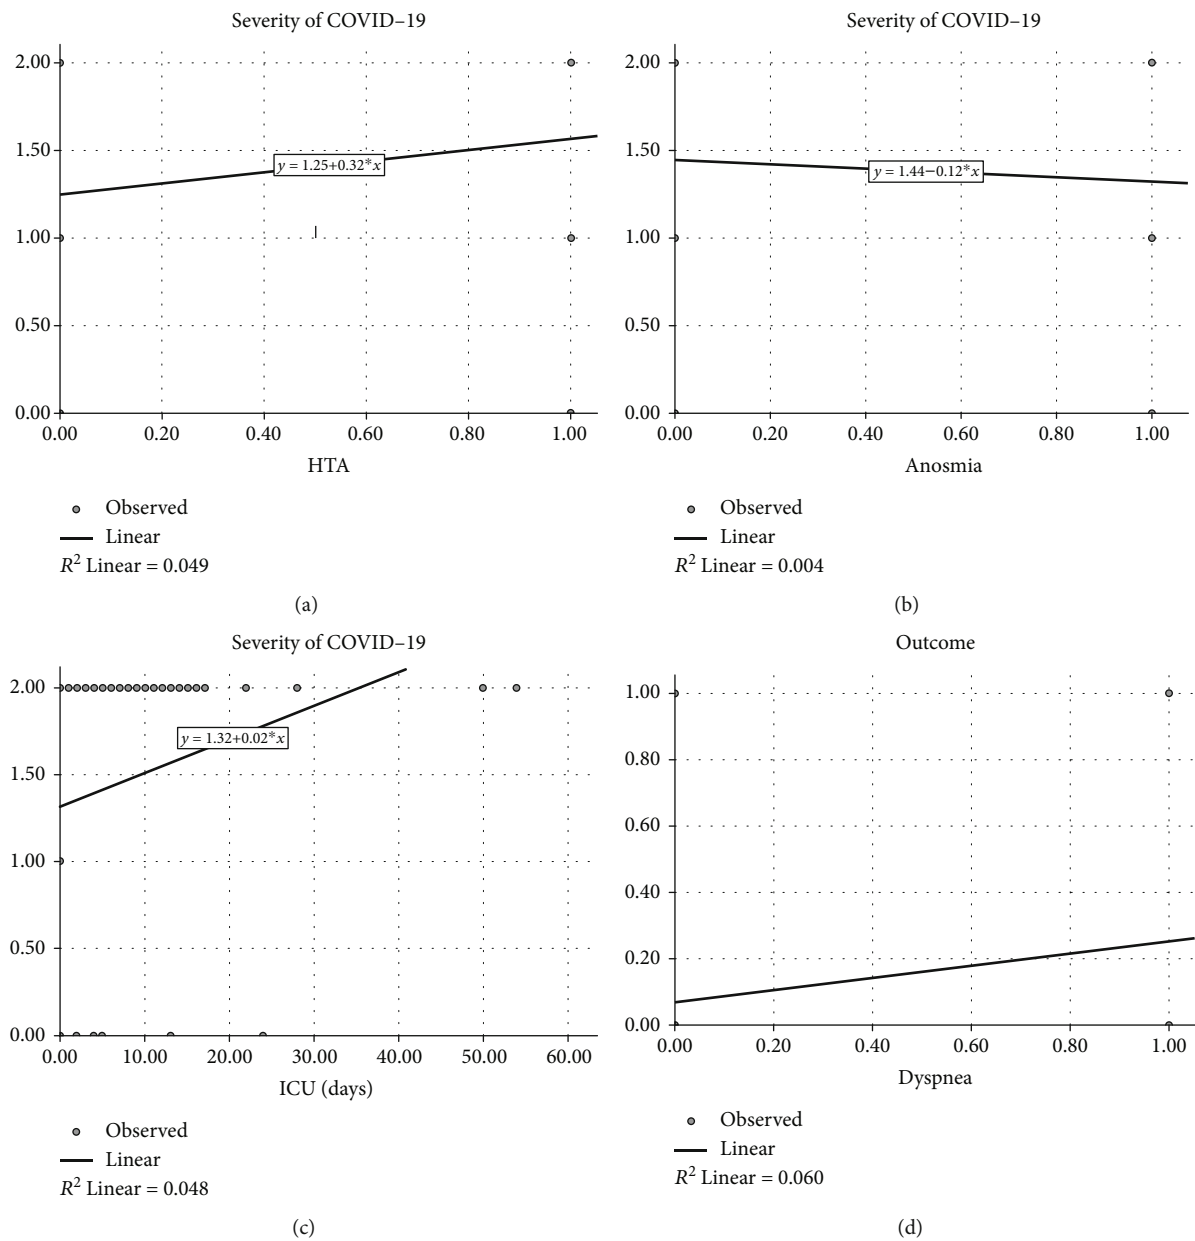 Severity of COVID–19
2.00
1.50
1.00
0.50
0.00
y = 1.25+0.32*x
0.00 0.20 0.40 0.60 0.80 1.00
HTA
Observed
Linear
R² Linear = 0.049
(a)
Severity of COVID–19
2.00
1.50
1.00
0.50
0.00
y = 1.44−0.12*x
0.00 0.20 0.40 0.60 0.80 1.00
Anosmia
Observed
Linear
R² Linear = 0.004
(b)
Severity of COVID–19
2.00
1.50
1.00
0.50
0.00
y = 1.32+0.02*x
0.00 10.00 20.00 30.00 40.00 50.00 60.00
ICU (days)
Observed
Linear
R² Linear = 0.048
(c)
Outcome
1.00
0.80
0.60
0.40
0.20
0.00
0.00 0.20 0.40 0.60 0.80 1.00
Dyspnea
Observed
Linear
R² Linear = 0.060
(d)